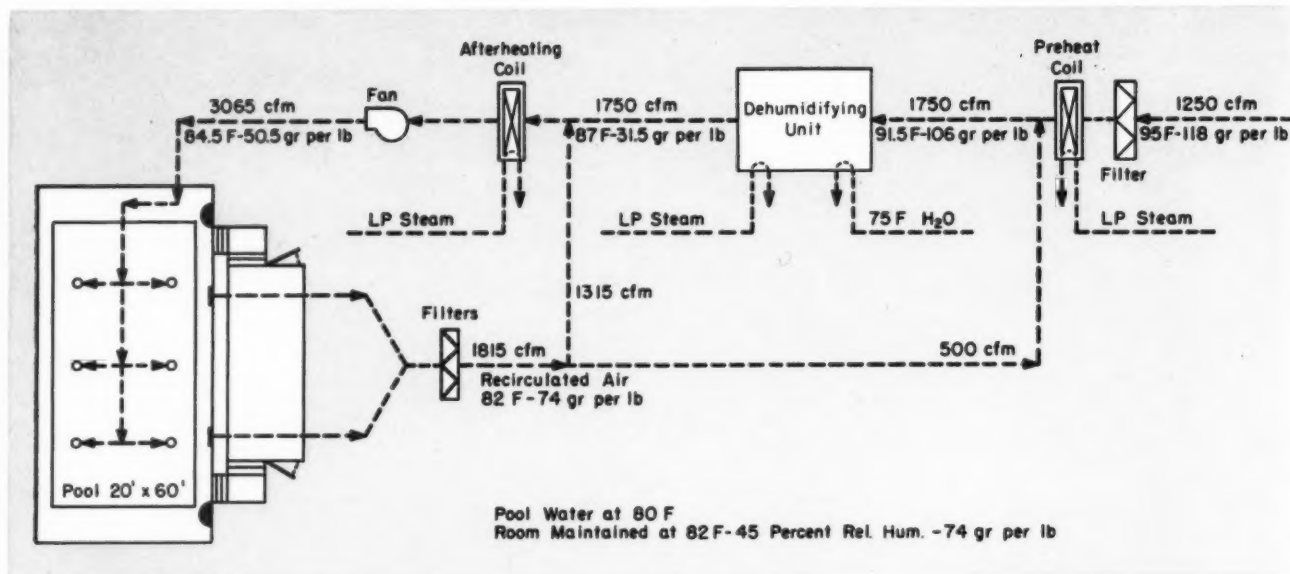 Afterheating
Coil
Preheat
Coil
Fan
3065 cfm
84.5 F-50.5 gr per lb
1750 cfm
87F-31.5 gr per lb
Dehumidifying
Unit
1750 cfm
91.5F-106 gr per lb
1250 cfm
95F-118 gr per lb
Filter
LP Steam
LP Steam
75 F H₂O
LP Steam
1315 cfm
Filters
1815 cfm
Recirculated Air
82 F-74 gr per lb
500 cfm
Pool 20' x 60'
Pool Water at 80 F
Room Maintained at 82 F-45 Percent Rel. Hum. -74 gr per lb